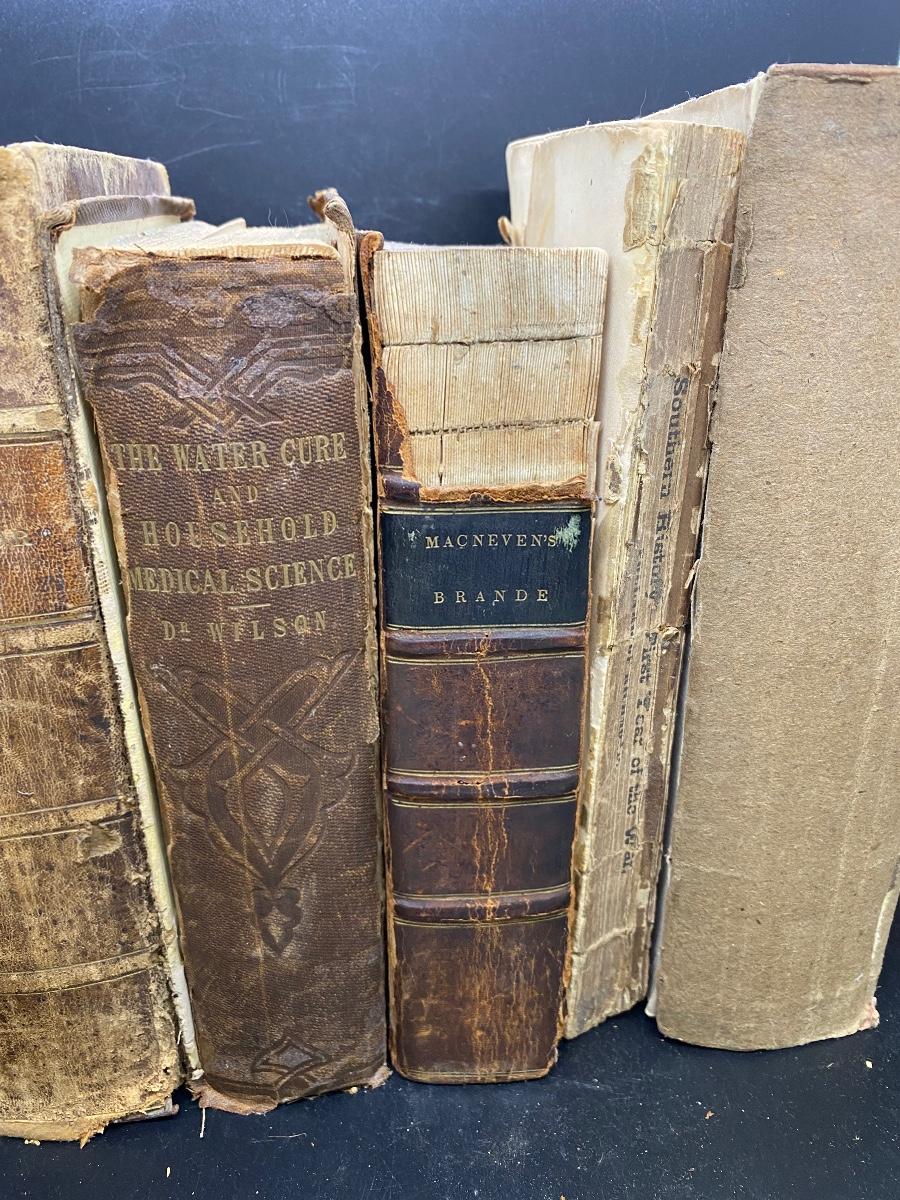 R
THE WATER CURE
AND
HOUSEHOLD
MEDICAL SCIENCE
DR WILSON
MACNEVEN'S
BRANDE
Southern History First Year of the War